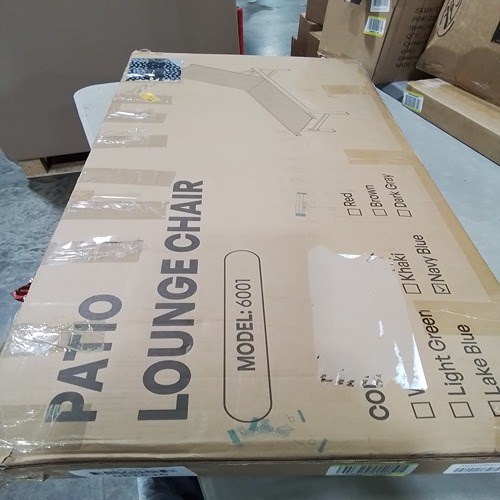 PATIO
LOUNGE CHAIR
MODEL: 6001
Red
Brown
Dark Gray
Khaki
Navy Blue
Light Green
Lake Blue